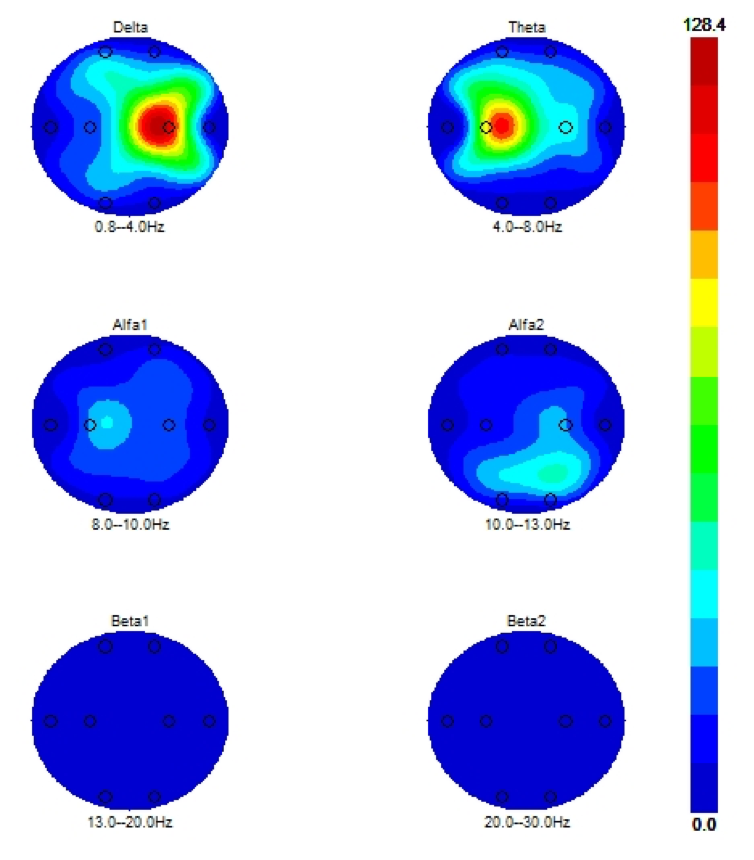 Delta
Theta
128.4
0.8--4.0Hz
4.0--8.0Hz
Alfa1
Alfa2
8.0--10.0Hz
10.0--13.0Hz
Beta1
Beta2
13.0--20.0Hz
20.0--30.0Hz
0.0